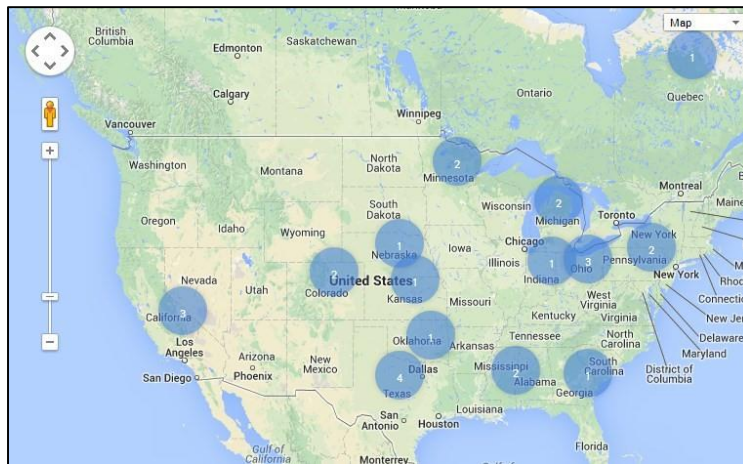 Map
British
Columbia
Edmonton
Saskatchewan
1
Calgary
Ontario
Quebec
Vancouver
Winnipeg
Washington
Montana
North
Dakota
2
Minnesota
Montreal
Maine
Oregon
Idaho
Wyoming
South
Dakota
Wisconsin
2
Michigan
Toronto
1
Nebraska
Iowa
Chicago
New York
2
Pennsylvania
Nevada
Utah
2
Colorado
United States
1
Kansas
Illinois
1
Indiana
3
Ohio
New York
Rhoc
Connectic
3
California
Missouri
West
Virginia
Kentucky
Virginia
New Jer
Delaware
Maryland
District of
Columbia
Los
Angeles
San Diego
Arizona
Phoenix
New
Mexico
1
Oklahoma
Arkansas
Tennessee
North
Carolina
4
Texas
Dallas
2
Mississippi
Alabama
1
South
Carolina
Georgia
San
Antonio
Houston
Louisiana
Florida
Gulf of
California
Monterrey
Gulf of